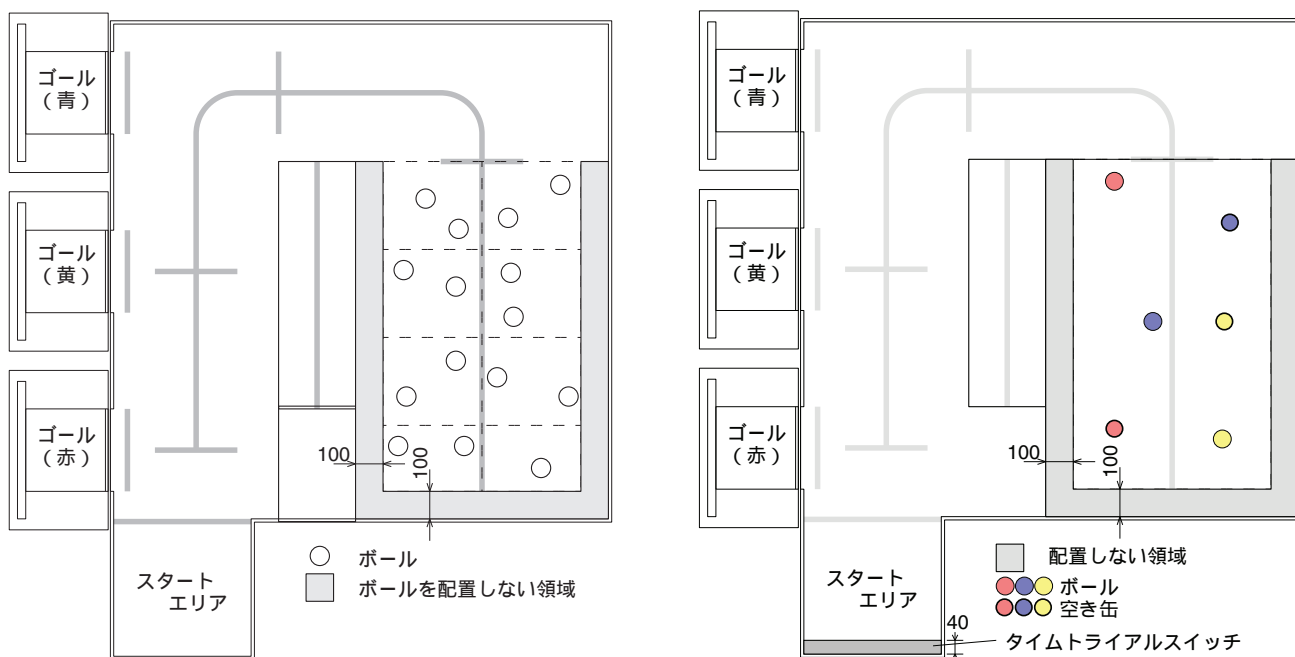 ゴール
（青）
ゴール
（黄）
ゴール
（赤）
100
100
スタート
エリア
ボール
ボールを配置しない領域
ゴール
（青）
ゴール
（黄）
ゴール
（赤）
100
100
スタート
エリア
配置しない領域
ボール
空き缶
40
タイムトライアルスイッチ